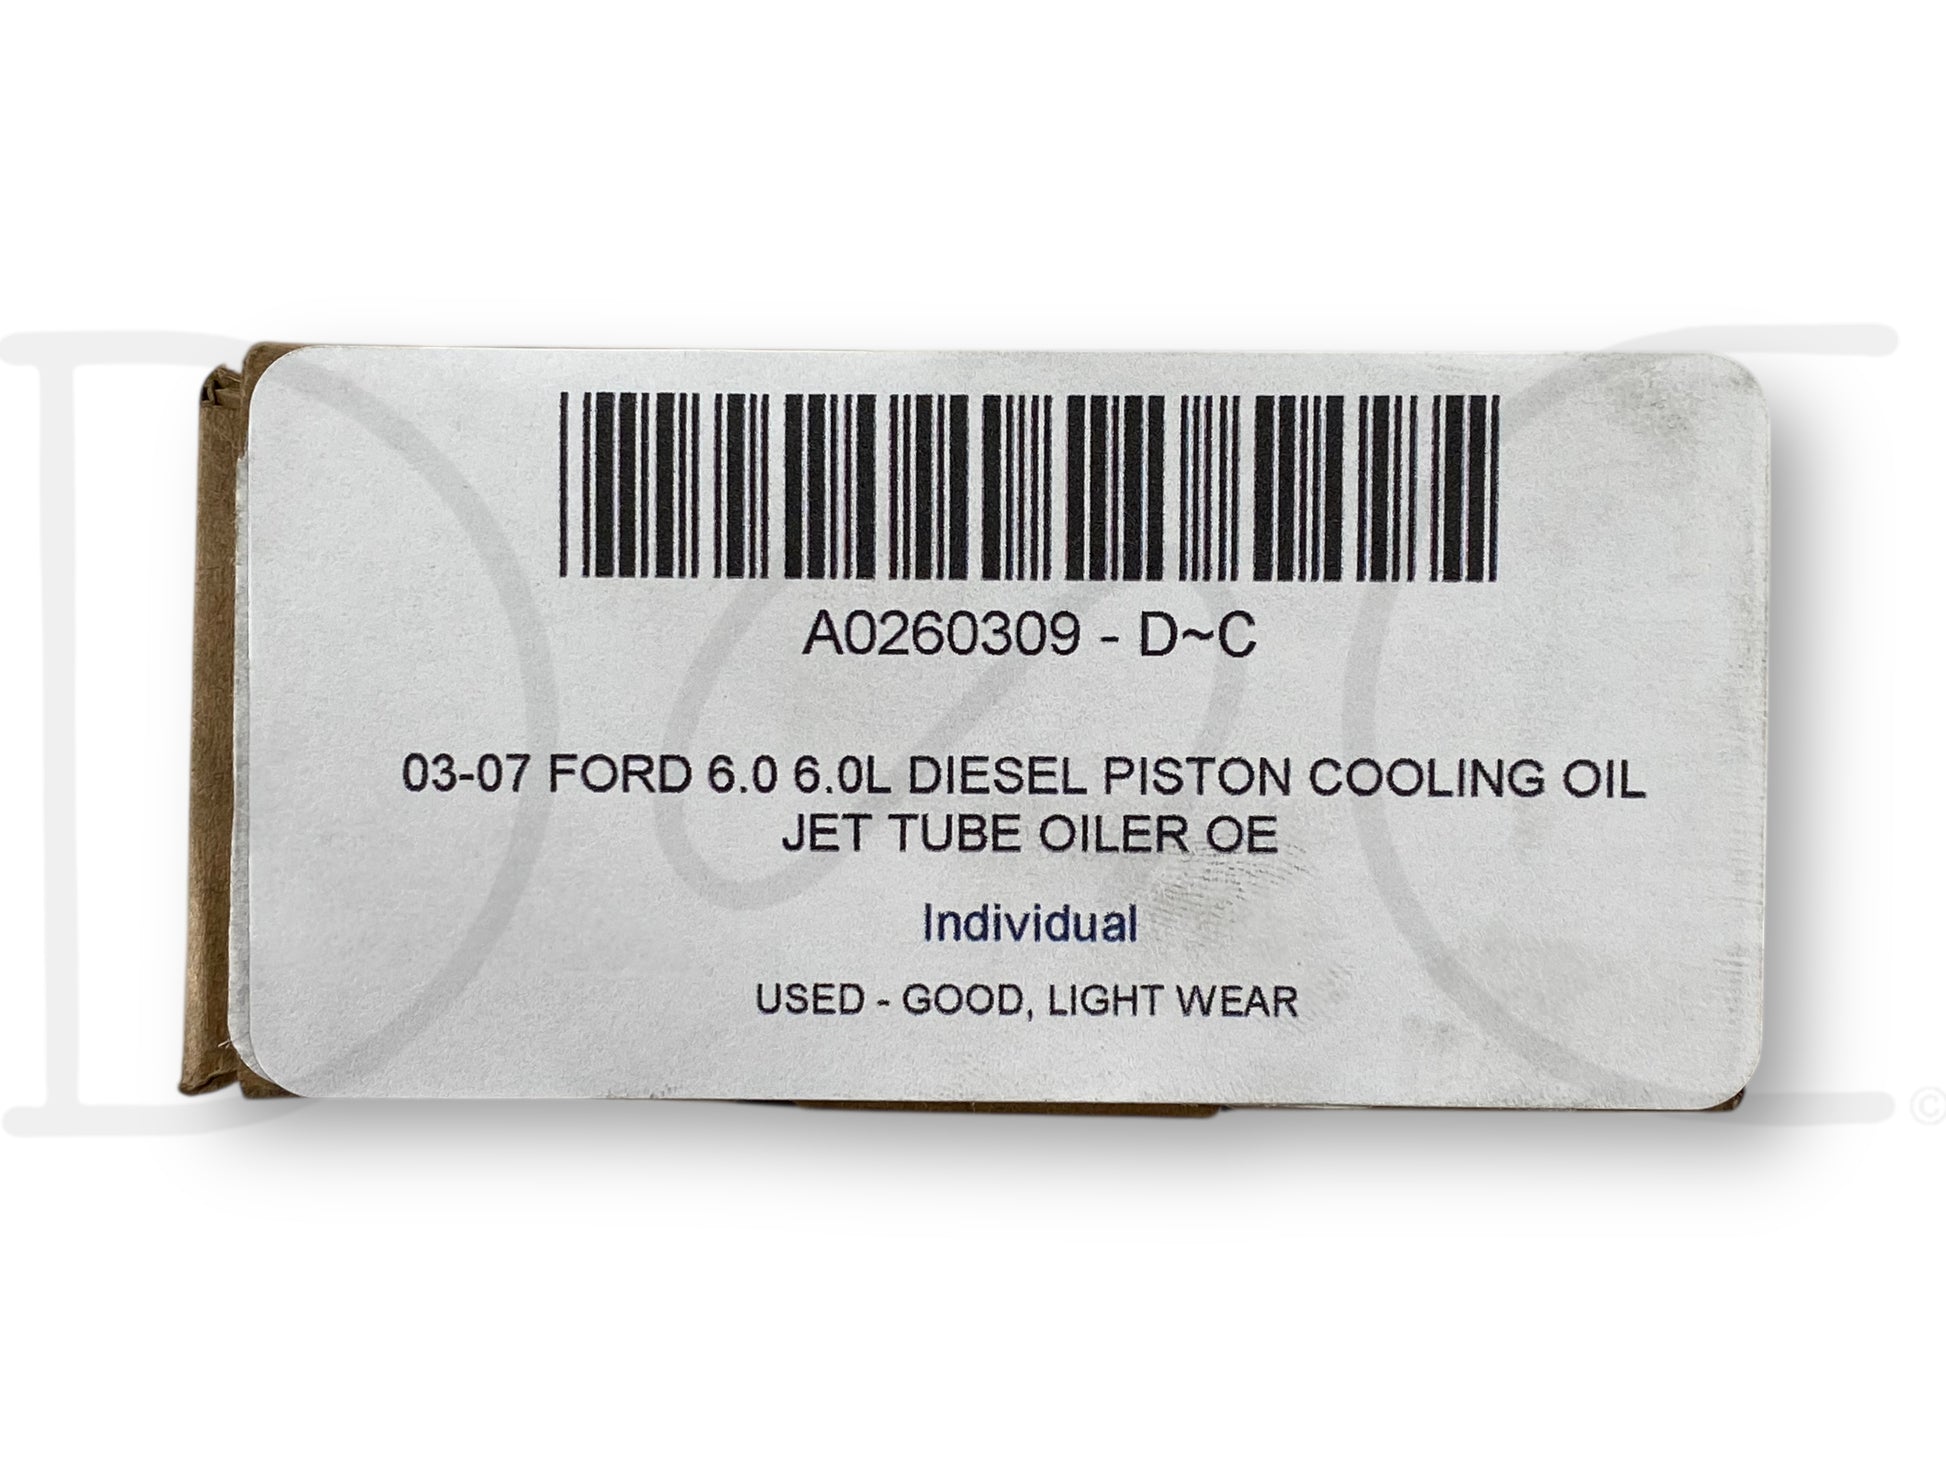 A0260309 - D~C
03-07 FORD 6.0 6.0L DIESEL PISTON COOLING OIL
JET TUBE OILER OE
Individual
USED - GOOD, LIGHT WEAR
©